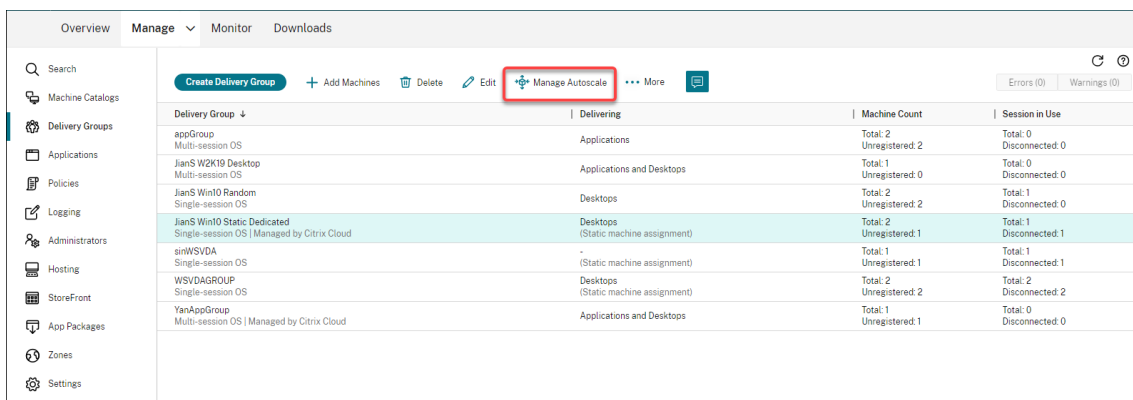 Overview Manage Monitor Downloads
Search
Machine Catalogs
Delivery Groups
Applications
Policies
Logging
Administrators
Hosting
StoreFront
App Packages
Zones
Settings
Create Delivery Group Add Machines Delete Edit Manage Autoscale More Errors (0) Warnings (0)
Delivery Group ↓ Delivering Machine Count Session in Use
appGroup Applications Total: 2 Total: 0
Multi-session OS Unregistered: 2 Disconnected: 0
JianS W2K19 Desktop Applications and Desktops Total: 1 Total: 0
Multi-session OS Unregistered: 0 Disconnected: 0
JianS Win10 Random Desktops Total: 2 Total: 1
Single-session OS Unregistered: 2 Disconnected: 0
JianS Win10 Static Dedicated Desktops Total: 2 Total: 1
Single-session OS | Managed by Citrix Cloud (Static machine assignment) Unregistered: 1 Disconnected: 1
sinWSVDA - Total: 1 Total: 1
Single-session OS (Static machine assignment) Unregistered: 1 Disconnected: 1
WSVDAGROUP Desktops Total: 2 Total: 2
Single-session OS (Static machine assignment) Unregistered: 2 Disconnected: 2
YanAppGroup Applications and Desktops Total: 1 Total: 0
Multi-session OS | Managed by Citrix Cloud Unregistered: 1 Disconnected: 0